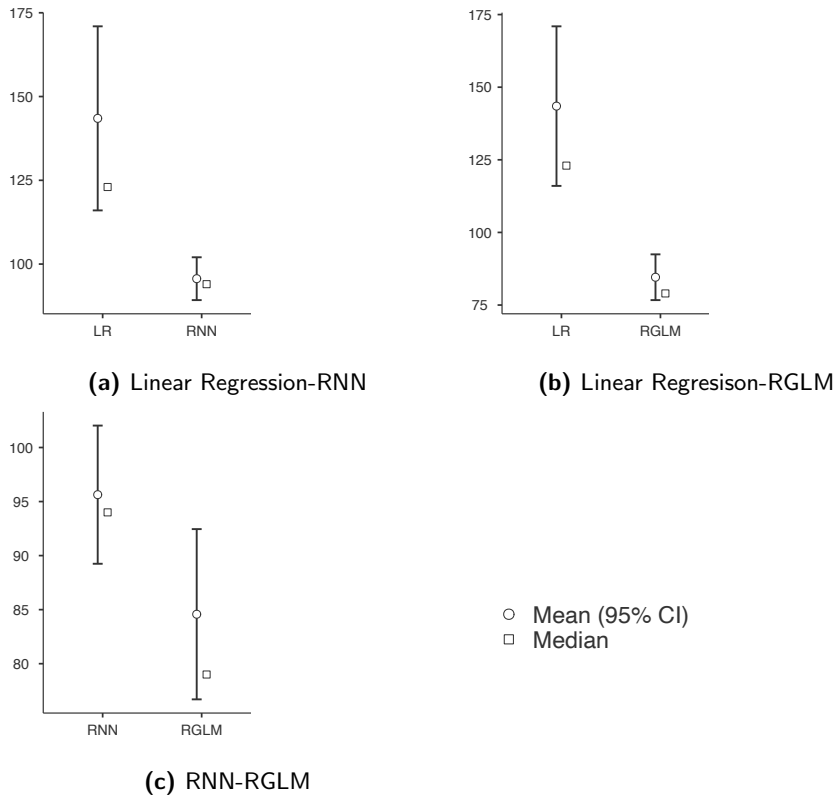 175
150
125
100
LR
RNN
(a) Linear Regression-RNN
175
150
125
100
75
LR
RGLM
(b) Linear Regresison-RGLM
100
95
90
85
80
RNN
RGLM
(c) RNN-RGLM
Mean (95% CI)
Median